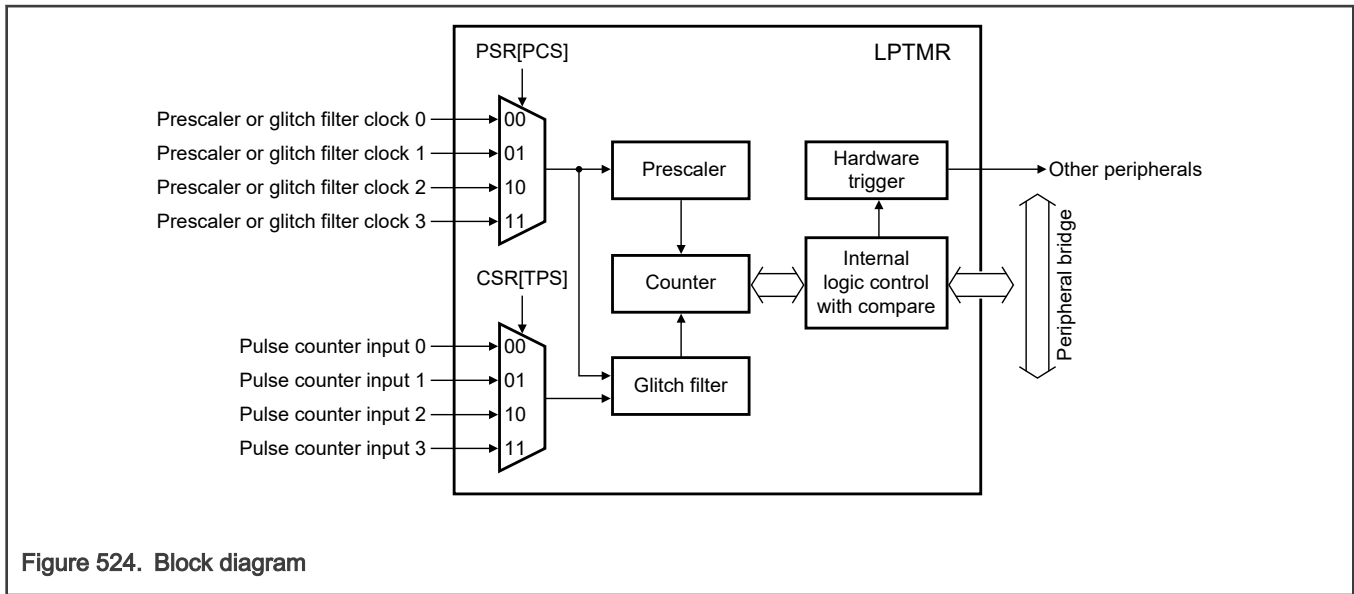 PSR[PCS]
LPTMR
Prescaler or glitch filter clock 0
00
Prescaler or glitch filter clock 1
01
Prescaler or glitch filter clock 2
10
Prescaler or glitch filter clock 3
11
Prescaler
Hardware
trigger
Other peripherals
Counter
Internal
logic control
with compare
Peripheral bridge
CSR[TPS]
Pulse counter input 0
00
Pulse counter input 1
01
Pulse counter input 2
10
Pulse counter input 3
11
Glitch filter
Figure 524. Block diagram